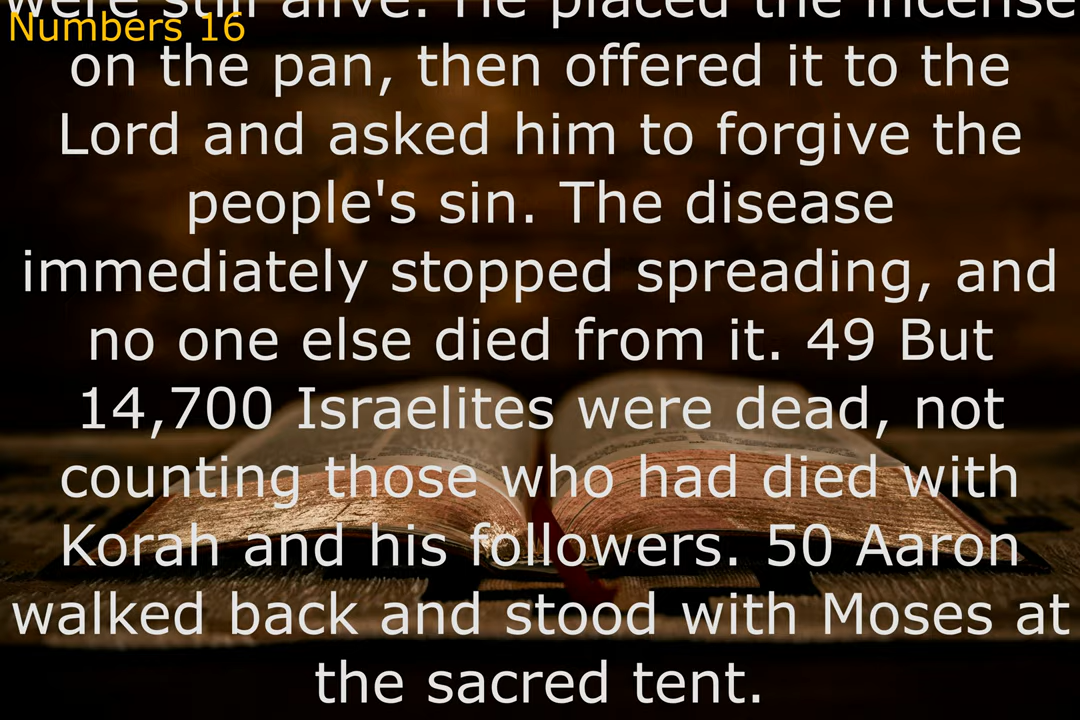 were still alive. He placed the incense
Numbers 16
on the pan, then offered it to the
Lord and asked him to forgive the
people's sin. The disease
immediately stopped spreading, and
no one else died from it. 49 But
14,700 Israelites were dead, not
counting those who had died with
Korah and his followers. 50 Aaron
walked back and stood with Moses at
the sacred tent.